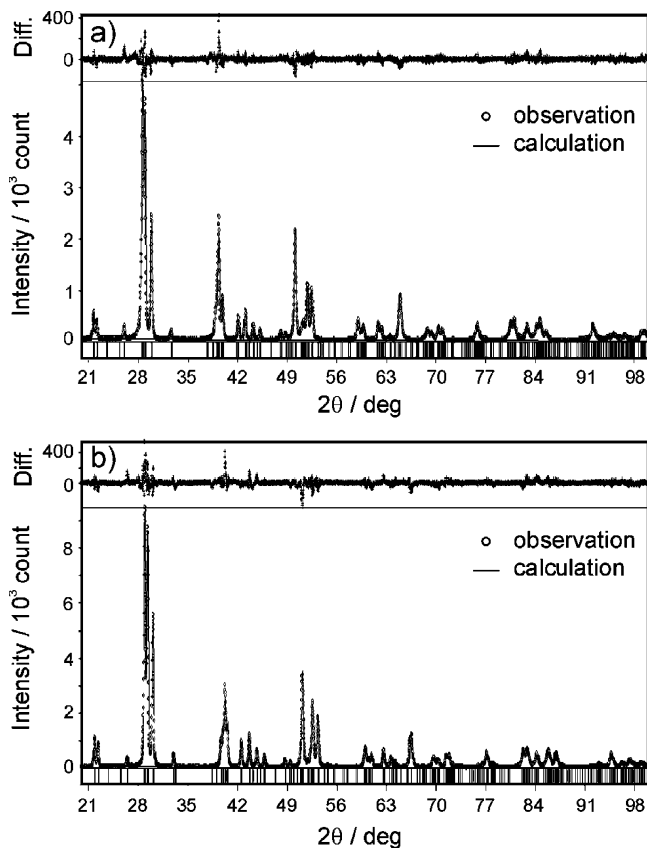 a)
Diff.
400
0
○ observation
— calculation
Intensity / 10³ count
4
3
2
1
0
21 28 35 42 49 56 63 70 77 84 91 98
2θ / deg
b)
Diff.
400
0
○ observation
— calculation
Intensity / 10³ count
8
6
4
2
0
21 28 35 42 49 56 63 70 77 84 91 98
2θ / deg